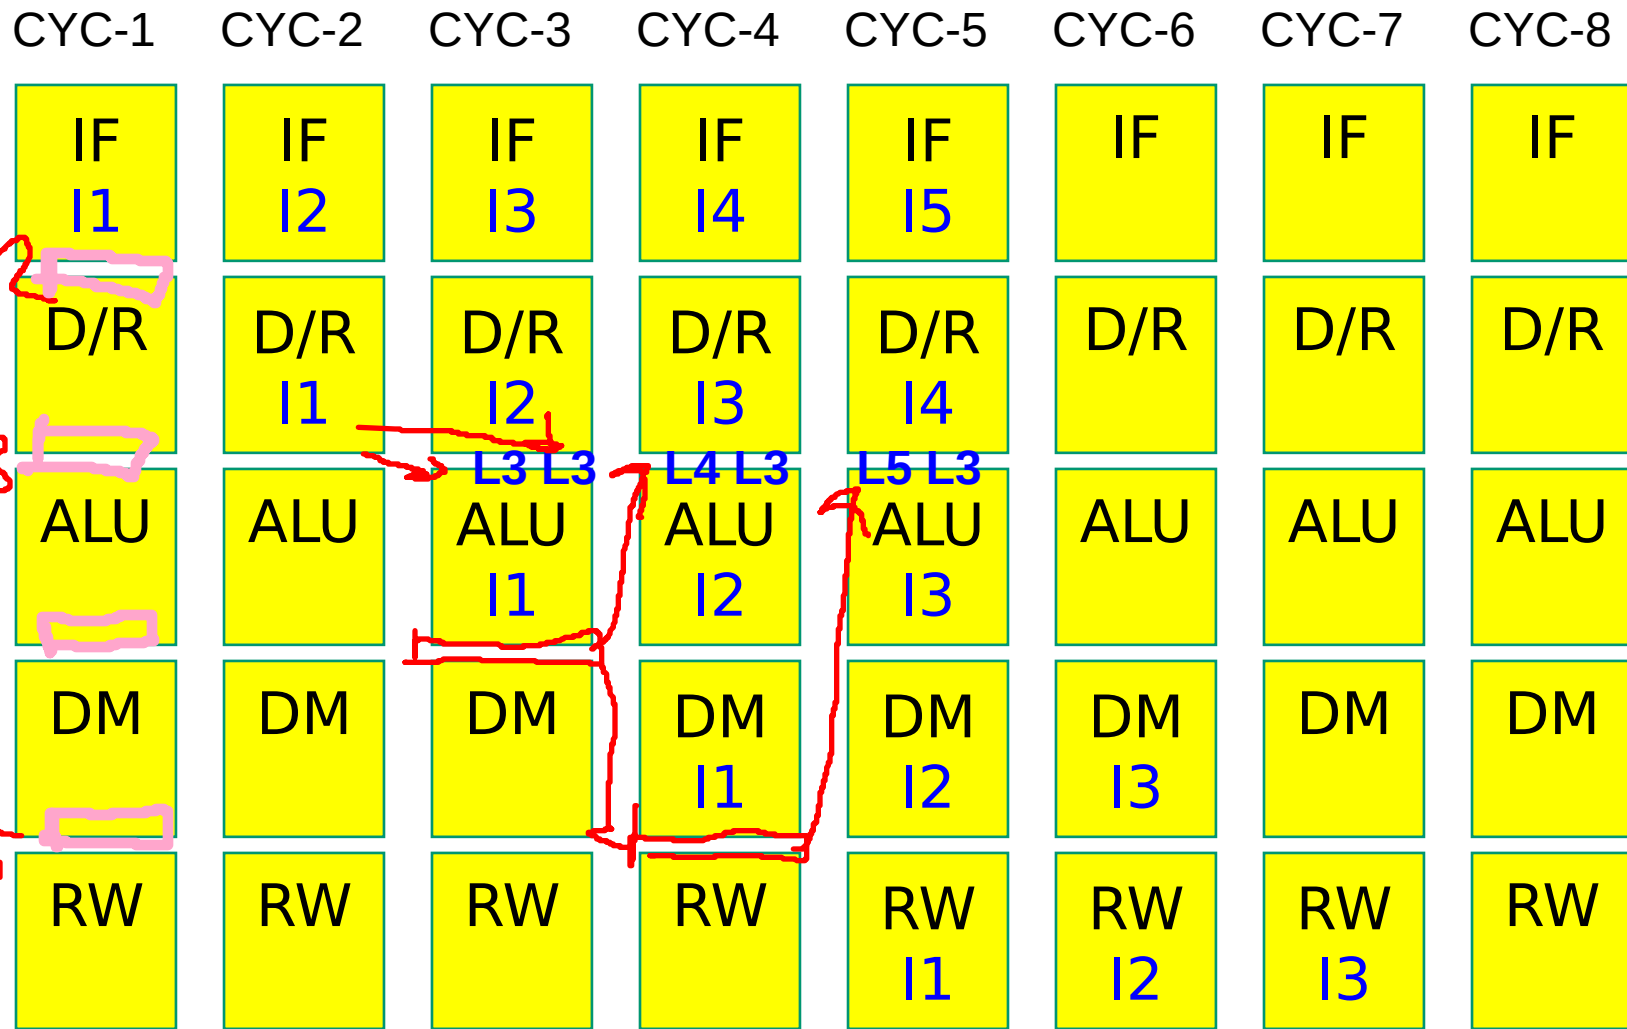 CYC-1 CYC-2 CYC-3 CYC-4 CYC-5 CYC-6 CYC-7 CYC-8
IF IF IF IF IF IF IF IF
I1 I2 I3 I4 I5
D/R D/R D/R D/R D/R D/R D/R D/R
I1 I2 I3 I4
L3 L3 L4 L3 L5 L3
ALU ALU ALU ALU ALU ALU ALU ALU
I1 I2 I3
DM DM DM DM DM DM DM DM
I1 I2 I3
RW RW RW RW RW RW RW RW
I1 I2 I3